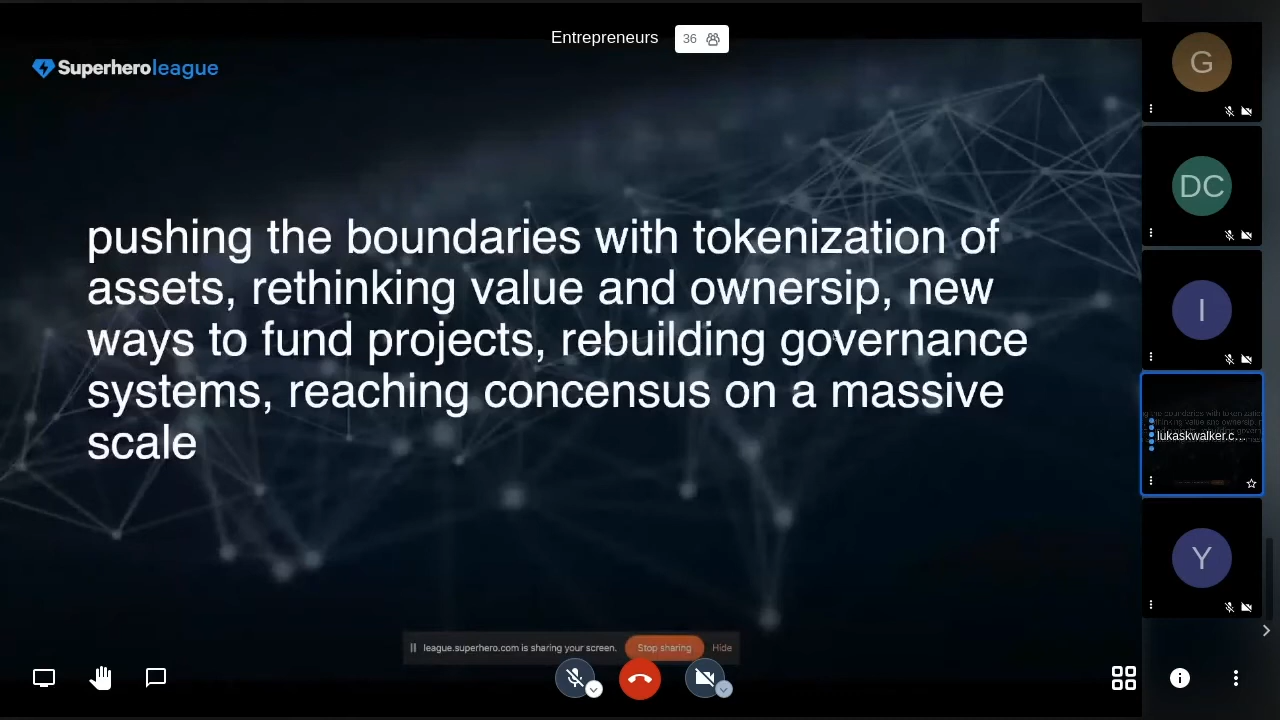 Entrepreneurs 36
Superhero league
G
DC
pushing the boundaries with tokenization of
assets, rethinking value and ownersip, new
ways to fund projects, rebuilding governance
systems, reaching concensus on a massive
scale
I
lukaskwalker.c...
Y
league.superhero.com is sharing your screen. Stop sharing Hide